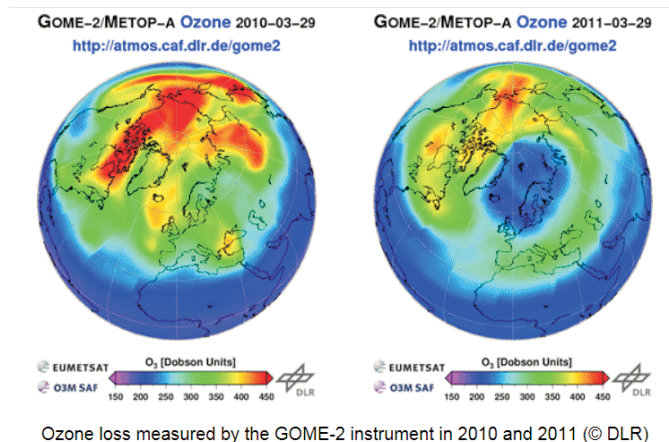 GOME-2/METOP-A Ozone 2010-03-29
http://atmos.caf.dlr.de/gome2
EUMETSAT
O3M SAF
O₃ [Dobson Units]
150 200 250 300 350 400 450
DLR
GOME-2/METOP-A Ozone 2011-03-29
http://atmos.caf.dlr.de/gome2
EUMETSAT
O3M SAF
O₃ [Dobson Units]
150 200 250 300 350 400 450
DLR
Ozone loss measured by the GOME-2 instrument in 2010 and 2011 (© DLR)